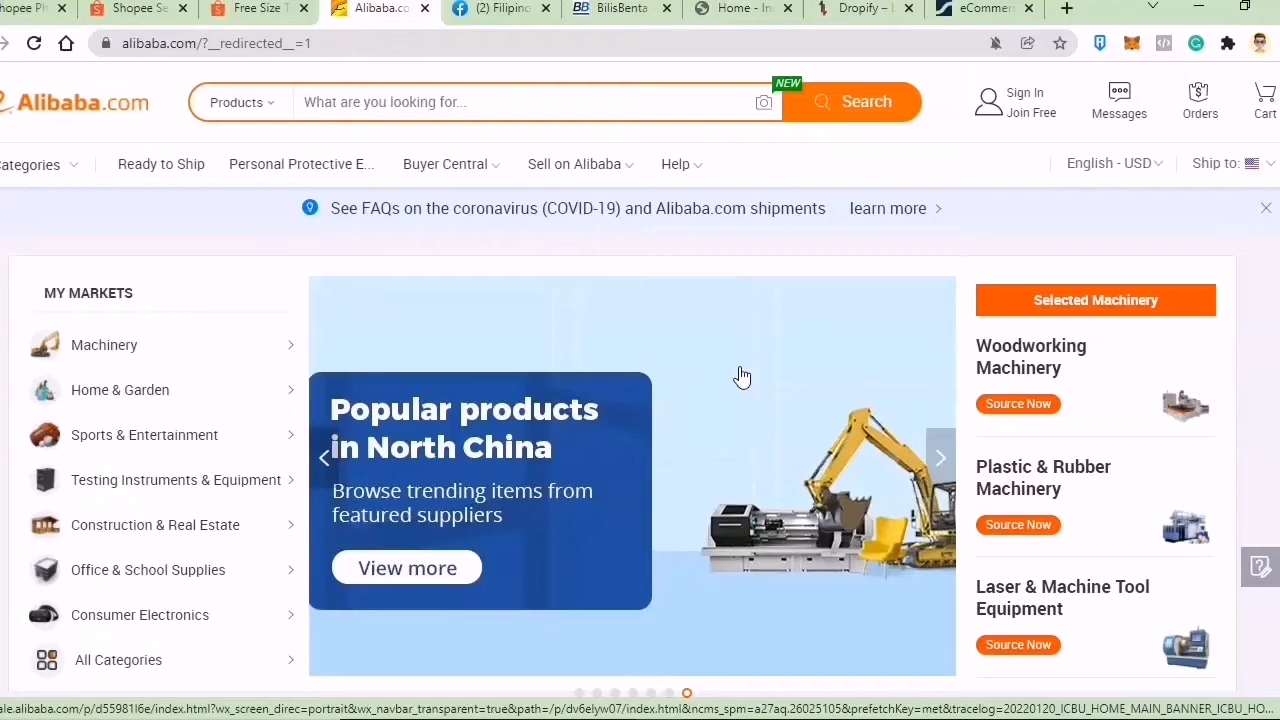 hopee Ph
Shopee Se
Free Size T
Alibaba.co
(2) Filipino
BilisBenta
Home - In
Dropify – L
eCommer
alibaba.com/?__redirected__=1
Alibaba.com
Products
What are you looking for...
NEW
Search
Sign In
Join Free
Messages
Orders
Cart
ategories
Ready to Ship
Personal Protective E...
Buyer Central
Sell on Alibaba
Help
English - USD
Ship to:
See FAQs on the coronavirus (COVID-19) and Alibaba.com shipments learn more
MY MARKETS
Machinery
Home & Garden
Sports & Entertainment
Testing Instruments & Equipment
Construction & Real Estate
Office & School Supplies
Consumer Electronics
All Categories
Popular products
in North China
Browse trending items from
featured suppliers
View more
Selected Machinery
Woodworking
Machinery
Source Now
Plastic & Rubber
Machinery
Source Now
Laser & Machine Tool
Equipment
Source Now
ale.alibaba.com/p/d55981l6e/index.html?wx_screen_direc=portrait&wx_navbar_transparent=true&path=/p/dv6elyw07/index.html&ncms_spm=a27aq.26025105&prefetchKey=met&tracelog=20220120_ICBU_HOME_MAIN_BANNER_ICBU_HO...